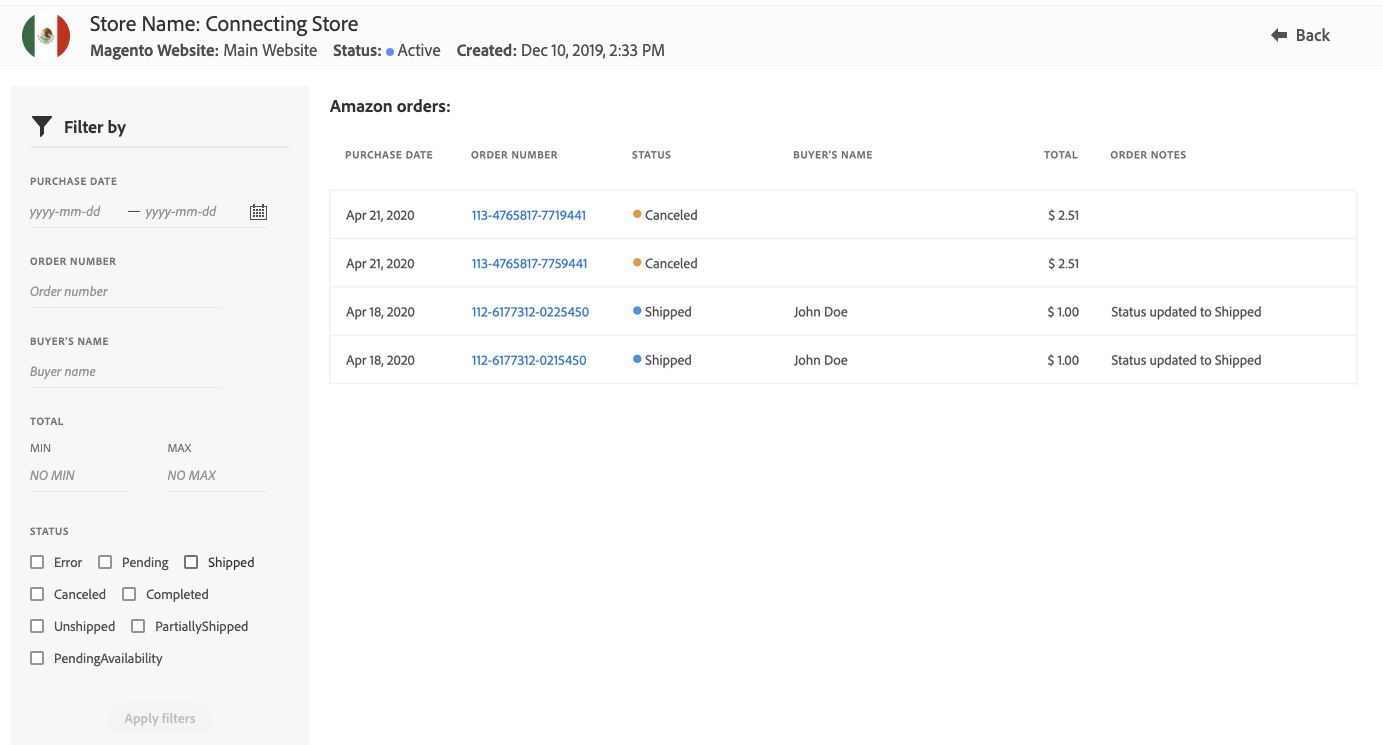 Store Name: Connecting Store
Magento Website: Main Website Status: Active Created: Dec 10, 2019, 2:33 PM
Back
Filter by
PURCHASE DATE
yyyy-mm-dd — yyyy-mm-dd
ORDER NUMBER
Order number
BUYER'S NAME
Buyer name
TOTAL
MIN MAX
NO MIN NO MAX
STATUS
Error Pending Shipped
Canceled Completed
Unshipped PartiallyShipped
PendingAvailability
Apply filters
Amazon orders:
PURCHASE DATE ORDER NUMBER STATUS BUYER'S NAME TOTAL ORDER NOTES
Apr 21, 2020 113-4765817-7719441 Canceled $ 2.51
Apr 21, 2020 113-4765817-7759441 Canceled $ 2.51
Apr 18, 2020 112-6177312-0225450 Shipped John Doe $ 1.00 Status updated to Shipped
Apr 18, 2020 112-6177312-0215450 Shipped John Doe $ 1.00 Status updated to Shipped